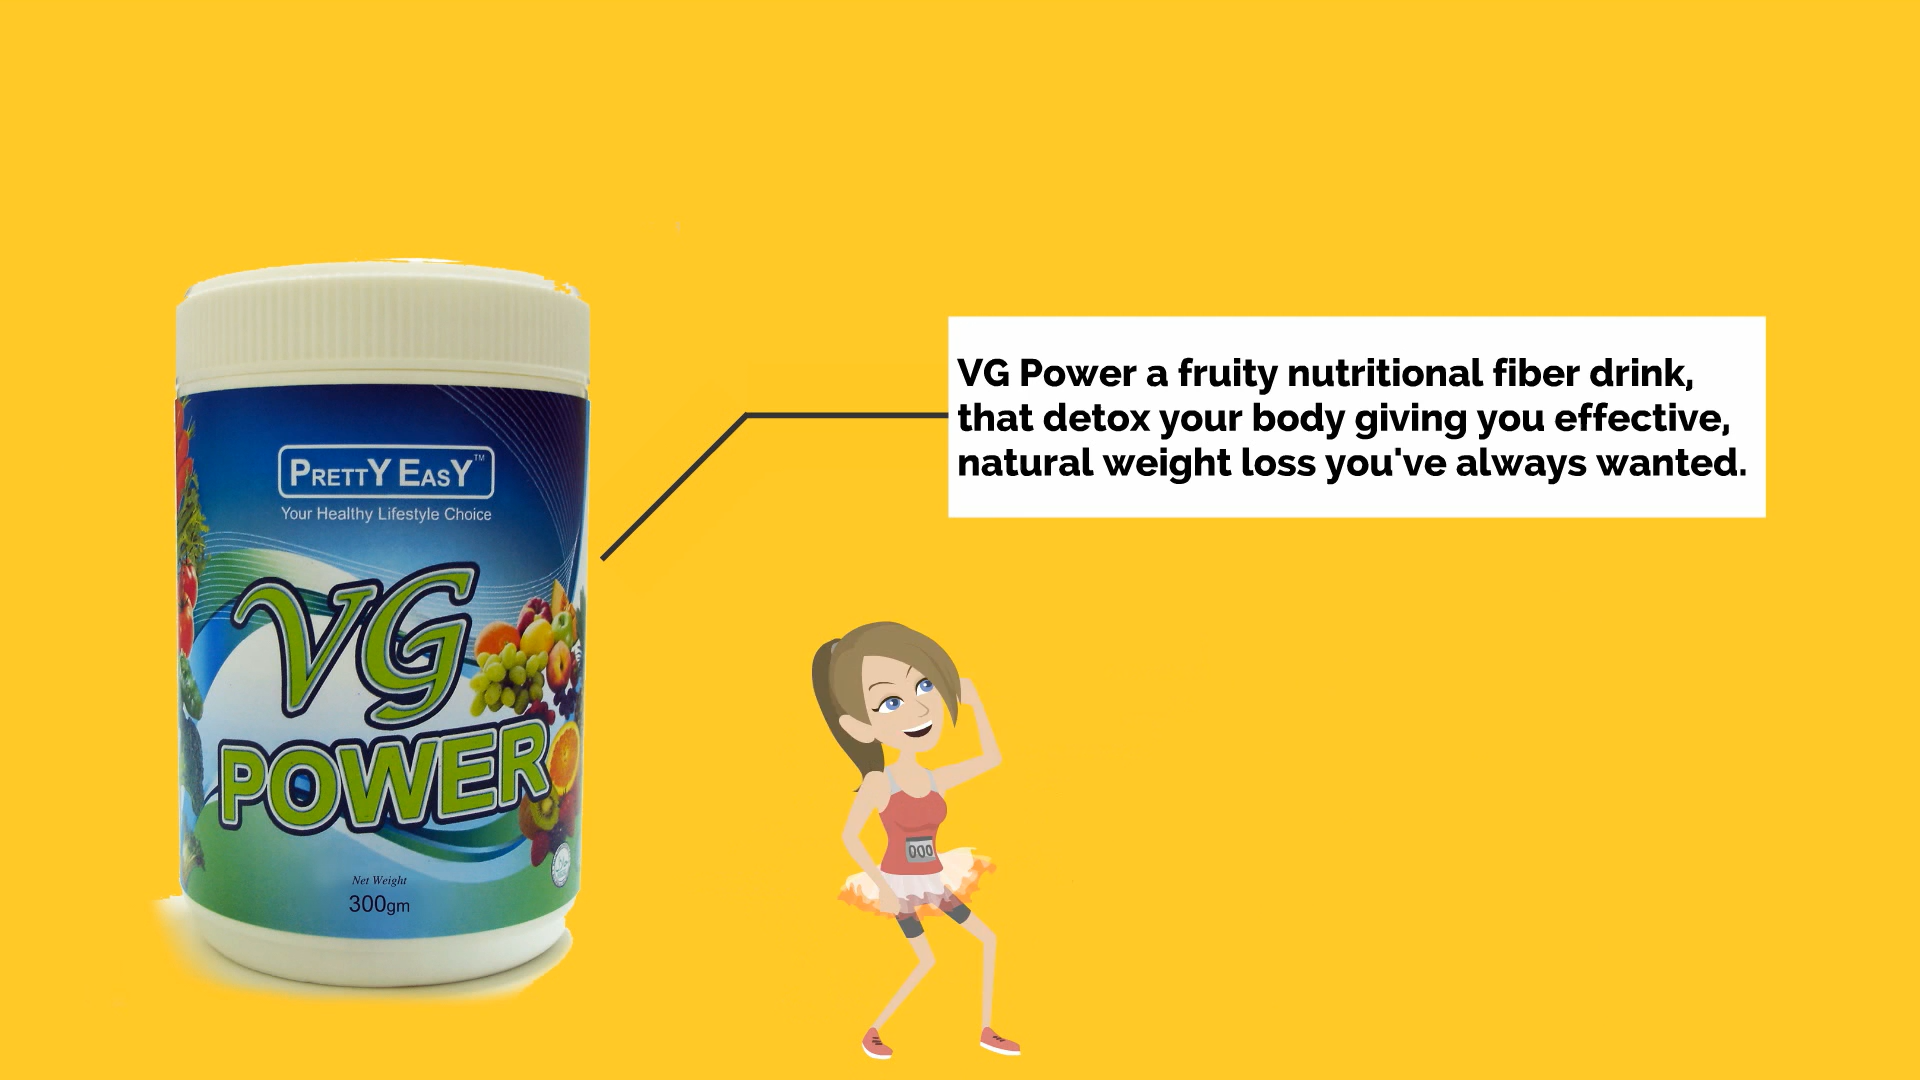 PRETTY EASY™
Your Healthy Lifestyle Choice
VG
POWER
Net Weight
300gm
VG Power a fruity nutritional fiber drink,
that detox your body giving you effective,
natural weight loss you've always wanted.
000